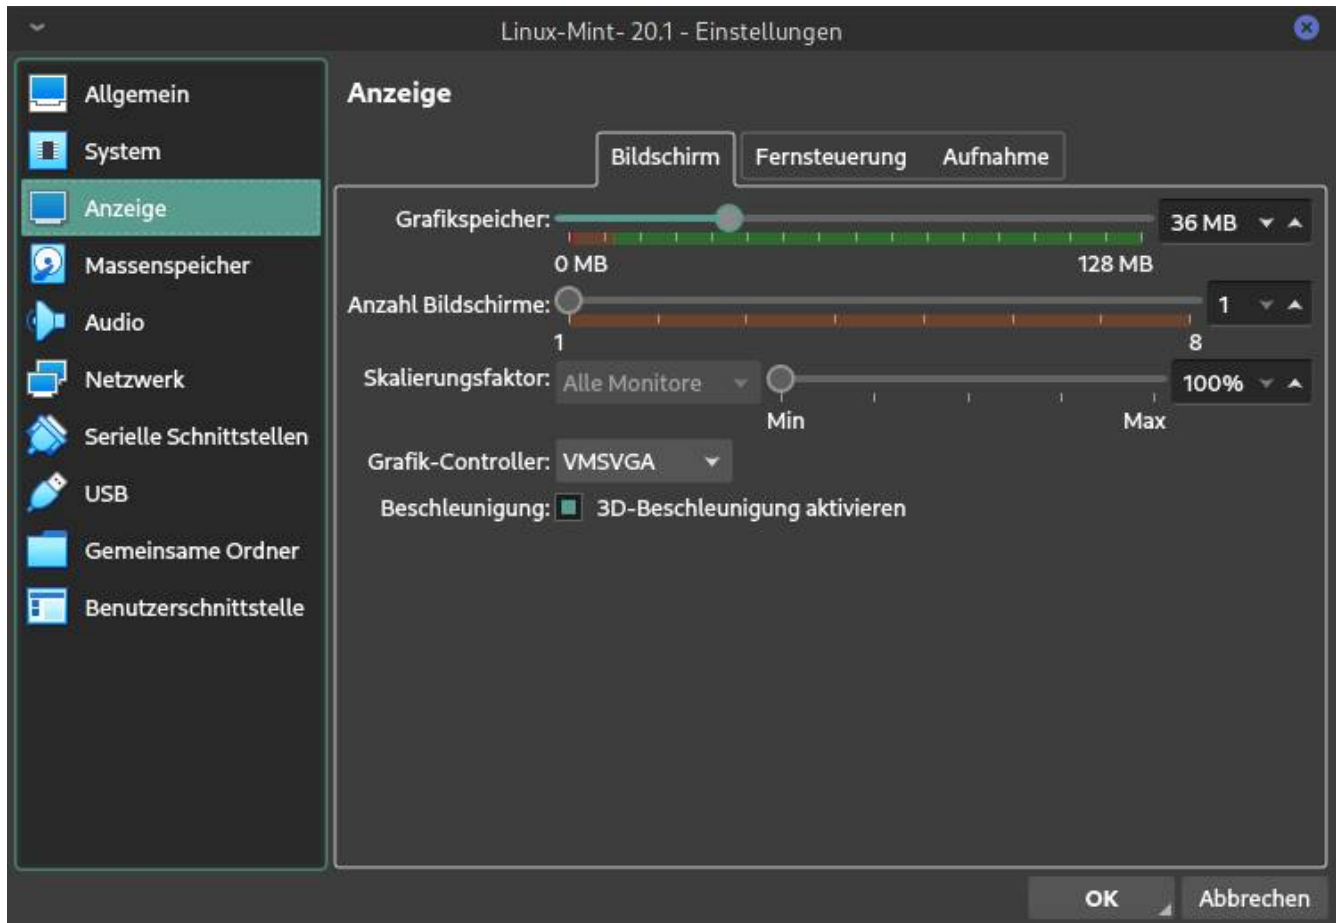 Linux-Mint- 20.1 - Einstellungen
Allgemein
System
Anzeige
Massenspeicher
Audio
Netzwerk
Serielle Schnittstellen
USB
Gemeinsame Ordner
Benutzerschnittstelle
Anzeige
Bildschirm Fernsteuerung Aufnahme
Grafikspeicher: 36 MB
0 MB 128 MB
Anzahl Bildschirme: 1
1 8
Skalierungsfaktor: Alle Monitore 100%
Min Max
Grafik-Controller: VMSVGA
Beschleunigung: 3D-Beschleunigung aktivieren
OK Abbrechen